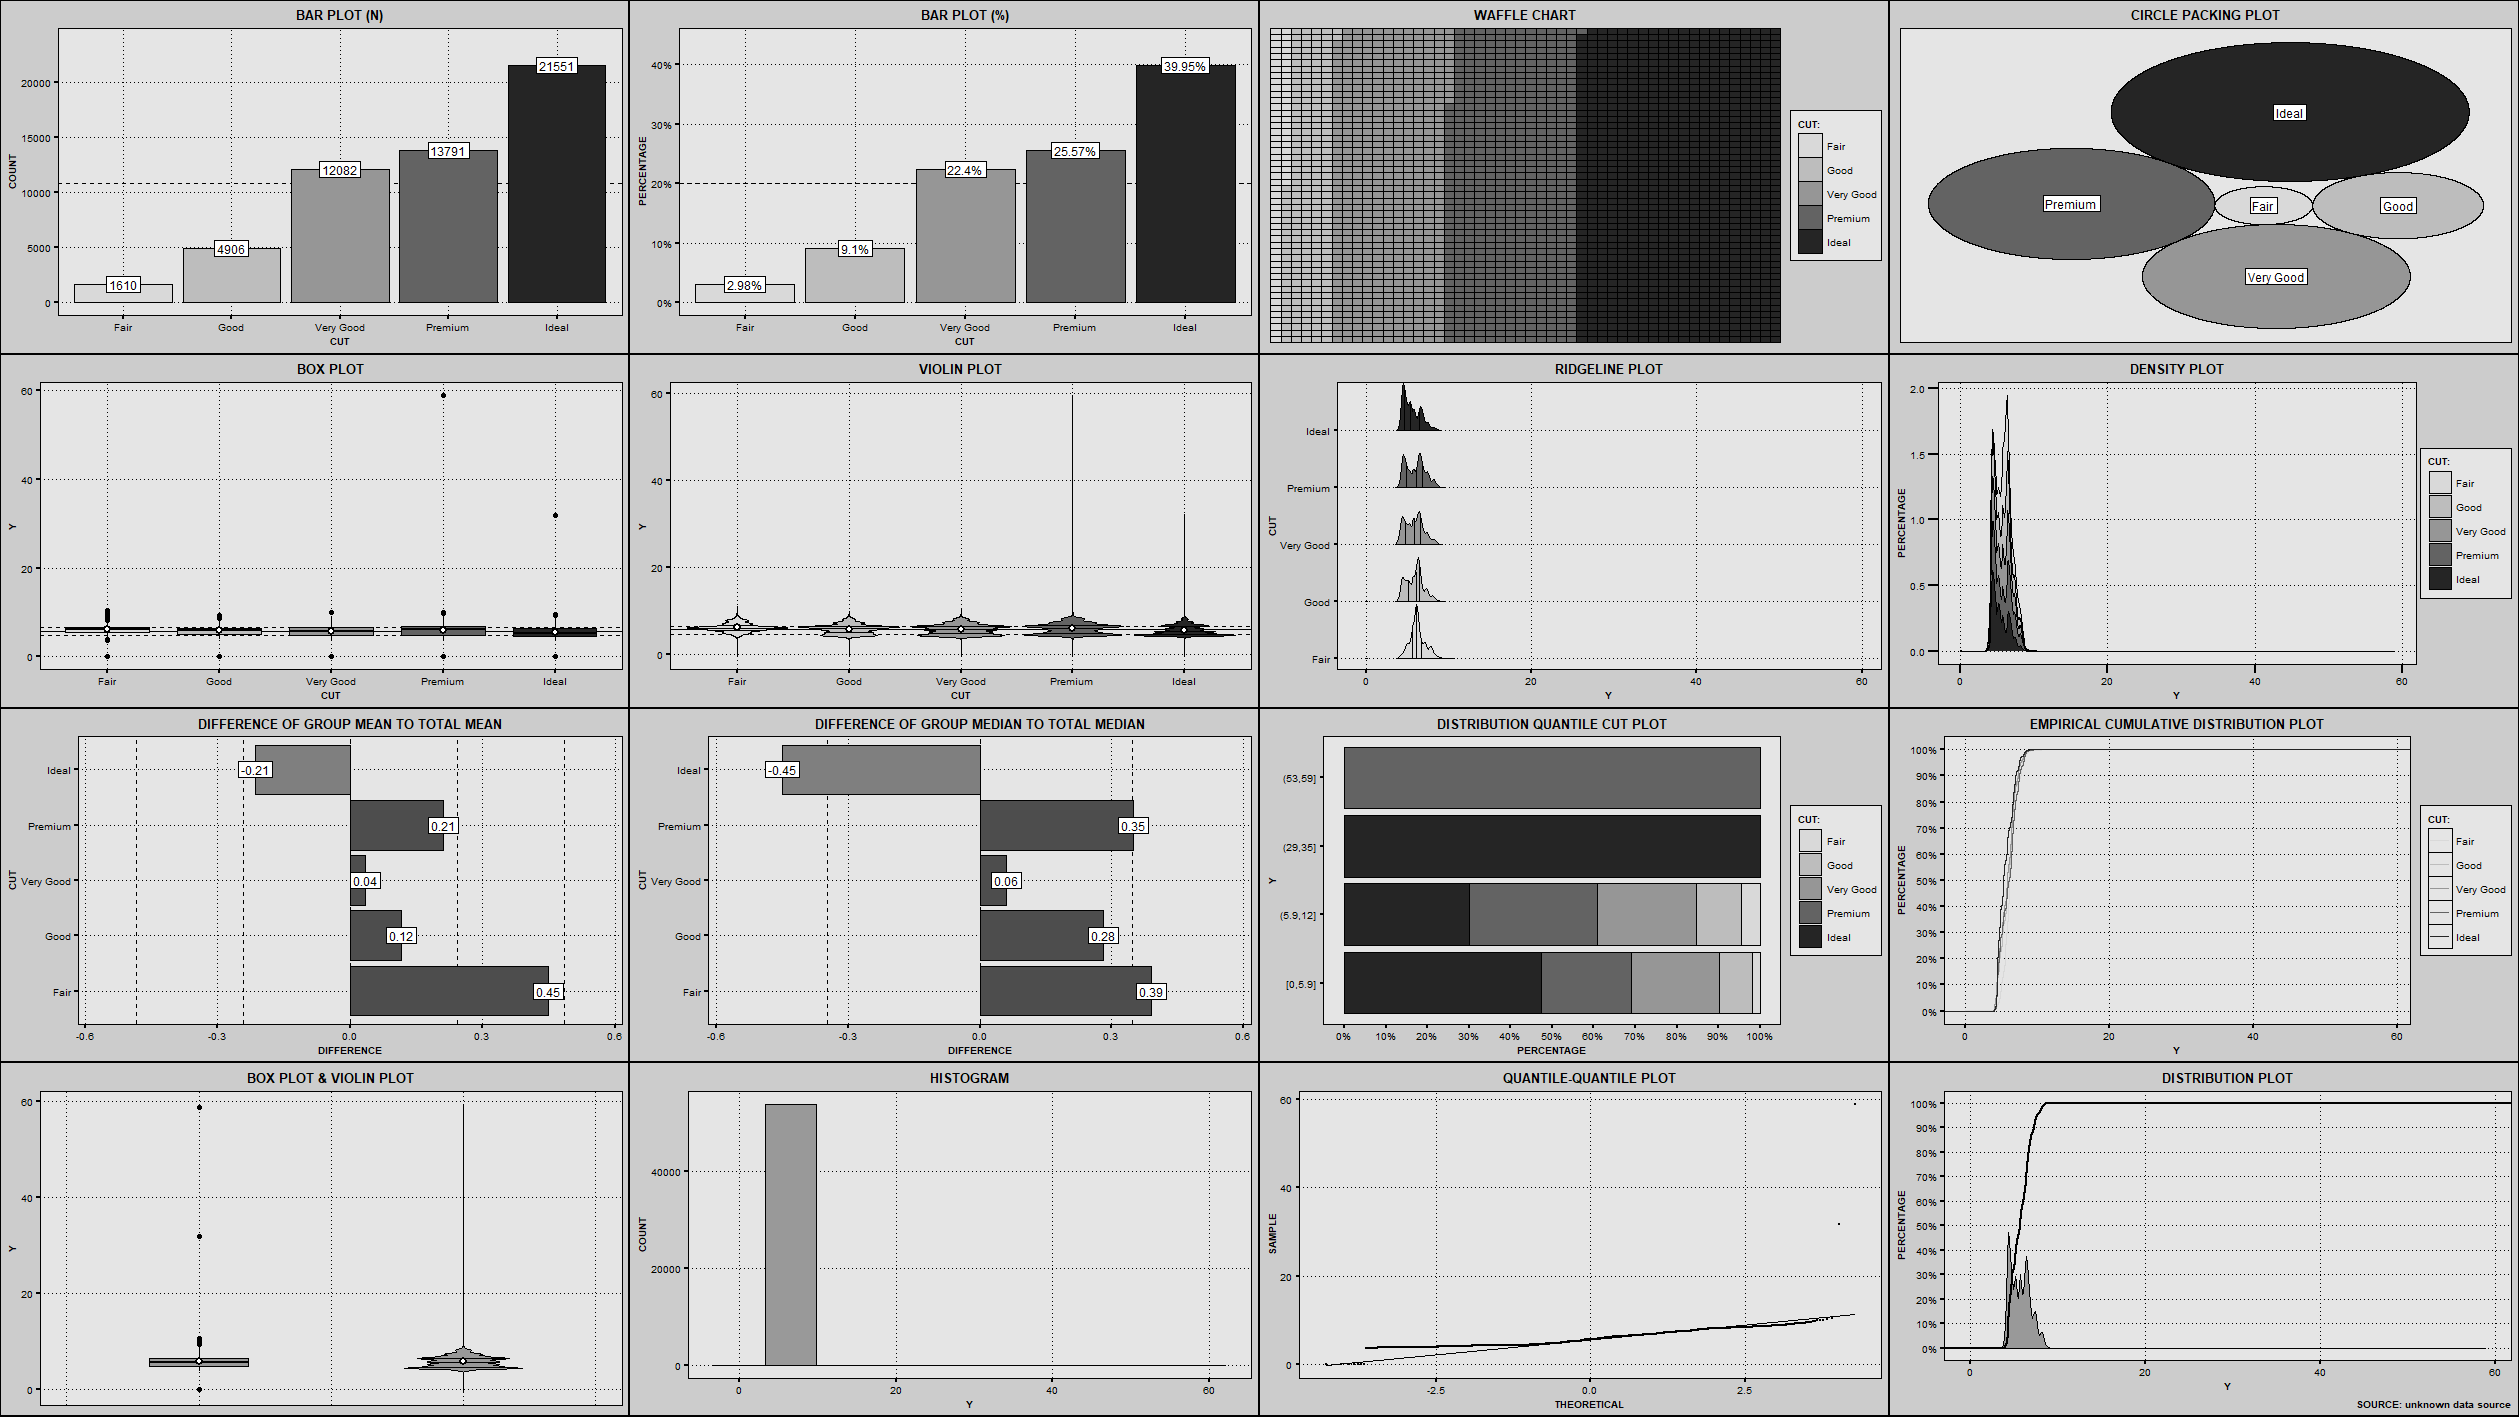 BAR PLOT (N)
COUNT
20000
15000
10000
5000
0
21551
13791
12082
4906
1610
Fair Good Very Good Premium Ideal
CUT
BAR PLOT (%)
PERCENTAGE
40%
30%
20%
10%
0%
39.95%
25.57%
22.4%
9.1%
2.98%
Fair Good Very Good Premium Ideal
CUT
WAFFLE CHART
CUT:
Fair
Good
Very Good
Premium
Ideal
CIRCLE PACKING PLOT
Ideal
Premium
Fair
Good
Very Good
BOX PLOT
Y
60
40
20
0
Fair Good Very Good Premium Ideal
CUT
VIOLIN PLOT
Y
60
40
20
0
Fair Good Very Good Premium Ideal
CUT
RIDGELINE PLOT
CUT
Ideal
Premium
Very Good
Good
Fair
0 20 40 60
Y
DENSITY PLOT
PERCENTAGE
2.0
1.5
1.0
0.5
0.0
0 20 40 60
Y
CUT:
Fair
Good
Very Good
Premium
Ideal
DIFFERENCE OF GROUP MEAN TO TOTAL MEAN
CUT
Ideal
Premium
Very Good
Good
Fair
-0.21
0.21
0.04
0.12
0.45
-0.6 -0.3 0.0 0.3 0.6
DIFFERENCE
DIFFERENCE OF GROUP MEDIAN TO TOTAL MEDIAN
CUT
Ideal
Premium
Very Good
Good
Fair
-0.45
0.35
0.06
0.28
0.39
-0.6 -0.3 0.0 0.3 0.6
DIFFERENCE
DISTRIBUTION QUANTILE CUT PLOT
Y
(53,59]
(29,35]
(5.9,12]
[0,5.9]
0% 10% 20% 30% 40% 50% 60% 70% 80% 90% 100%
PERCENTAGE
CUT:
Fair
Good
Very Good
Premium
Ideal
EMPIRICAL CUMULATIVE DISTRIBUTION PLOT
PERCENTAGE
100%
90%
80%
70%
60%
50%
40%
30%
20%
10%
0%
0 20 40 60
Y
CUT:
Fair
Good
Very Good
Premium
Ideal
BOX PLOT & VIOLIN PLOT
Y
60
40
20
0
HISTOGRAM
COUNT
40000
20000
0
0 20 40 60
Y
QUANTILE-QUANTILE PLOT
SAMPLE
60
40
20
0
-2.5 0.0 2.5
THEORETICAL
DISTRIBUTION PLOT
PERCENTAGE
100%
90%
80%
70%
60%
50%
40%
30%
20%
10%
0%
0 20 40 60
Y
SOURCE: unknown data source